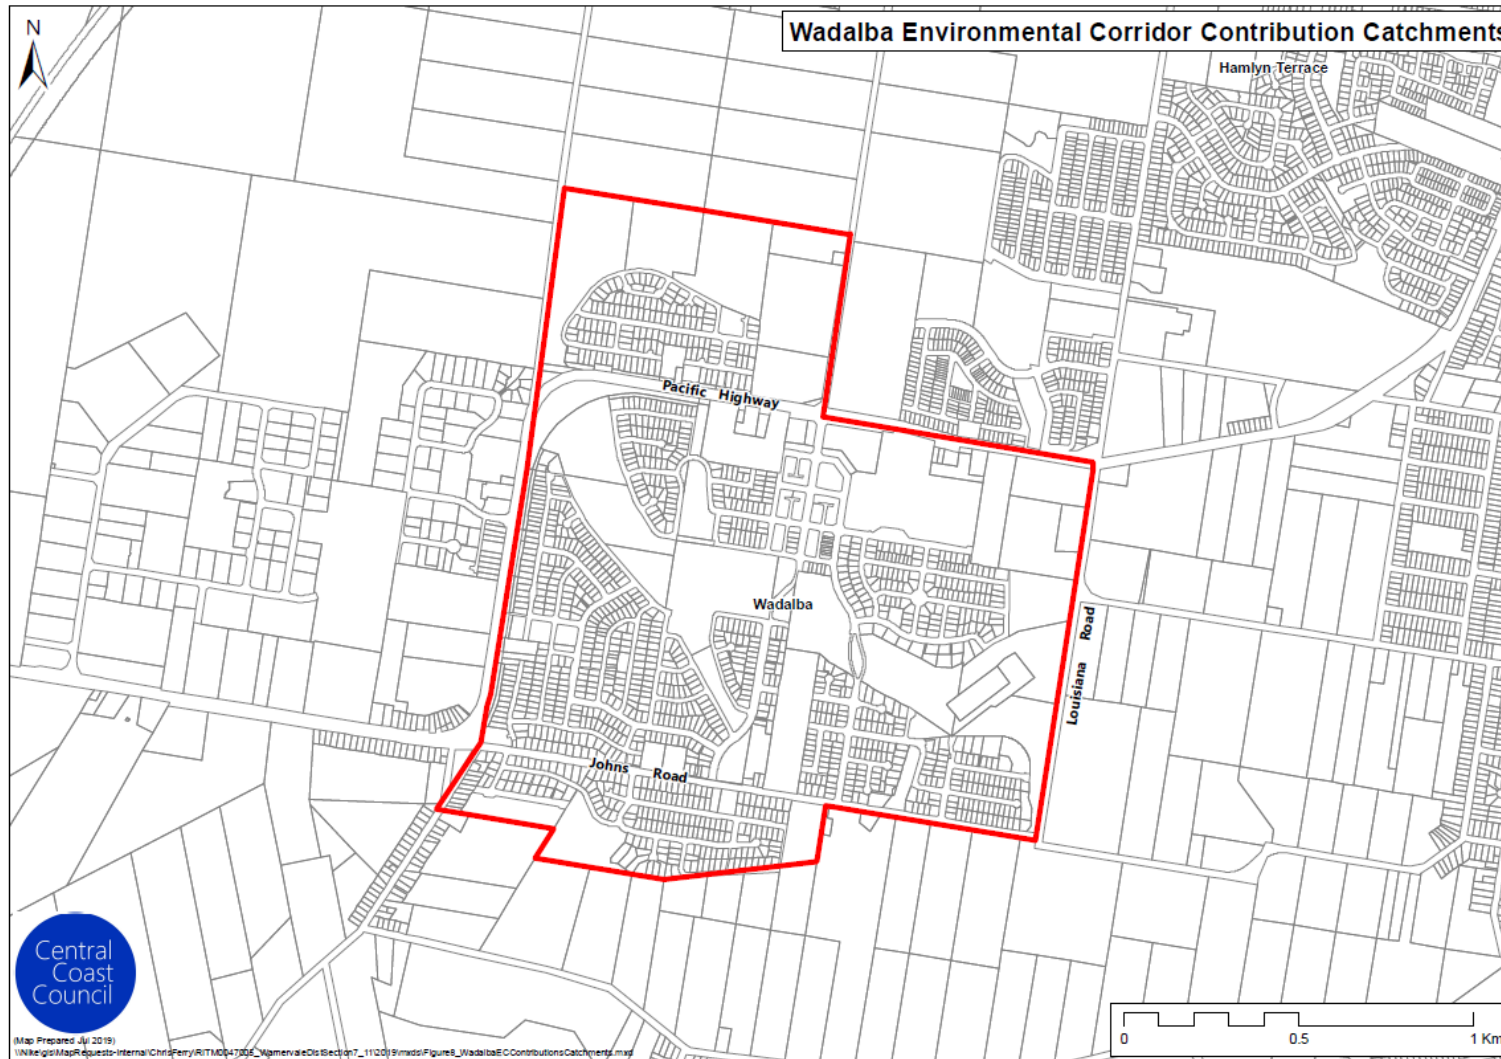 Wadalba Environmental Corridor Contribution Catchments
N
Hamlyn Terrace
Pacific Highway
Wadalba
Louisiana Road
Johns Road
Central
Coast
Council
(Map Prepared Jul 2019)
0 0.5 1 Km